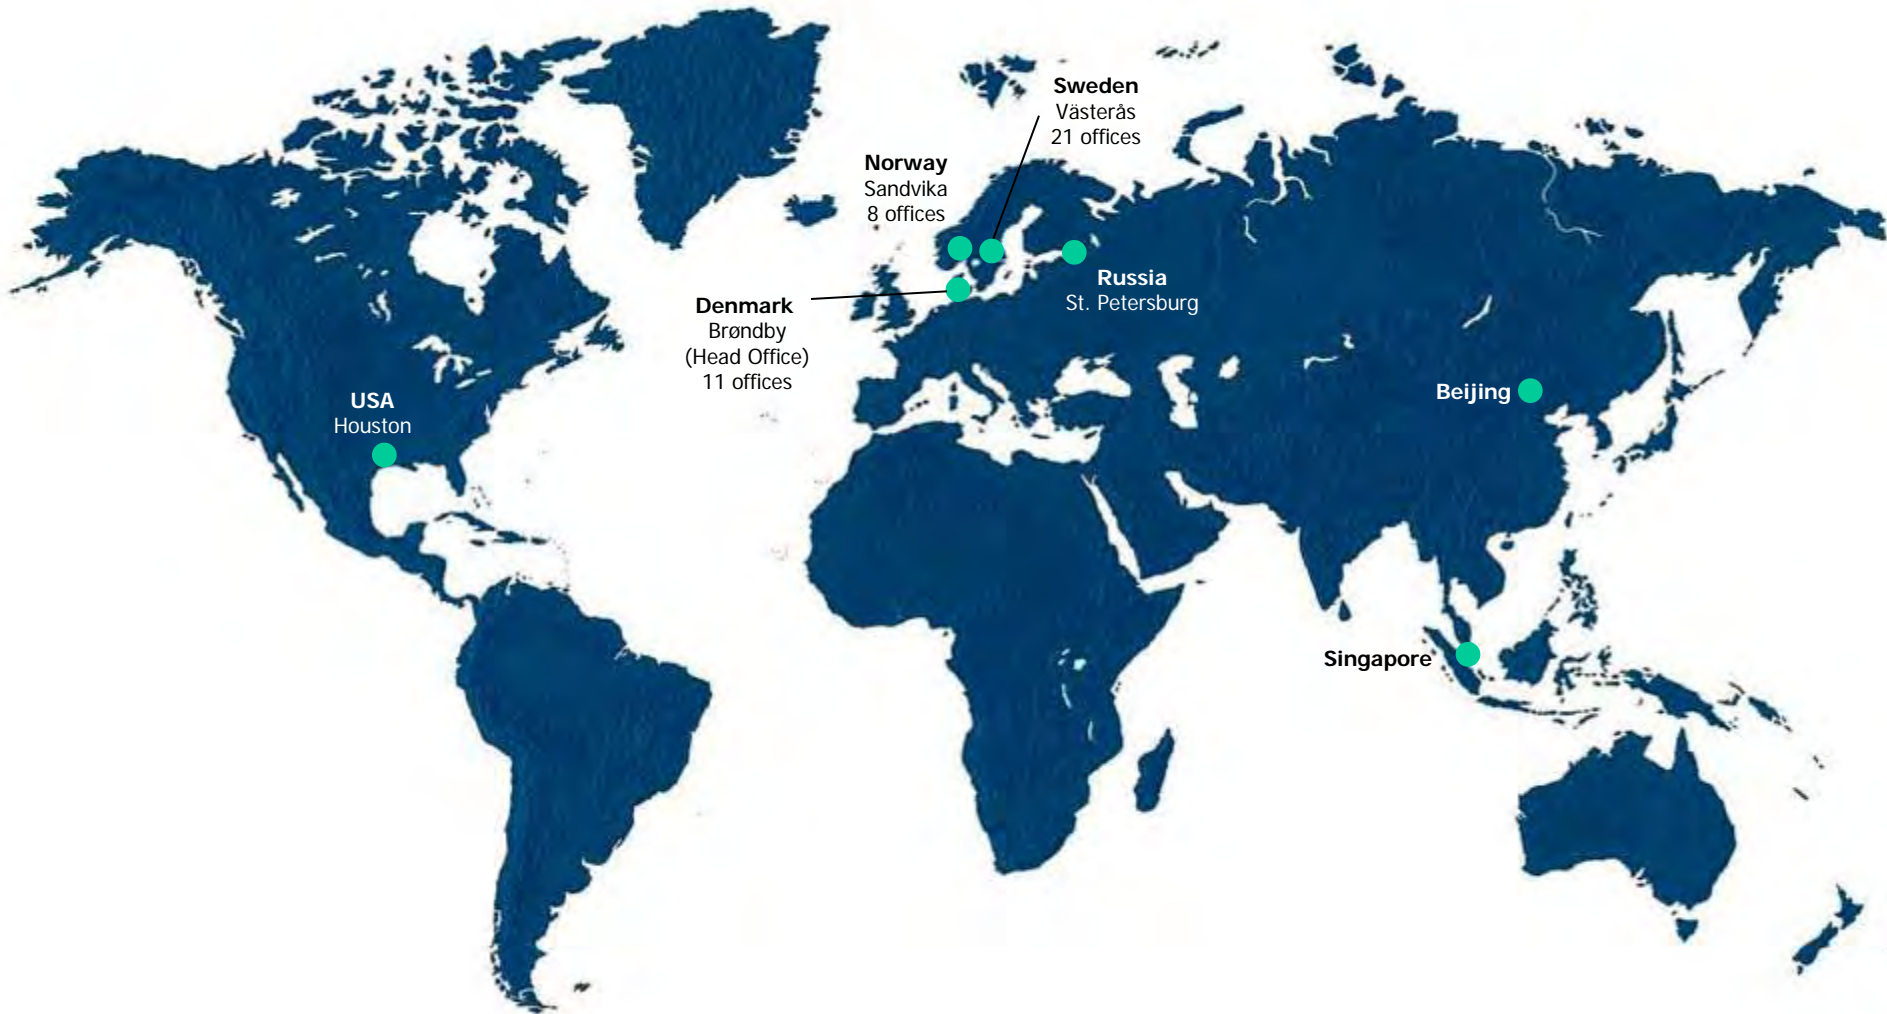 Sweden
Västerås
21 offices
Norway
Sandvika
8 offices
Russia
St. Petersburg
Denmark
Brøndby
(Head Office)
11 offices
USA
Houston
Beijing
Singapore